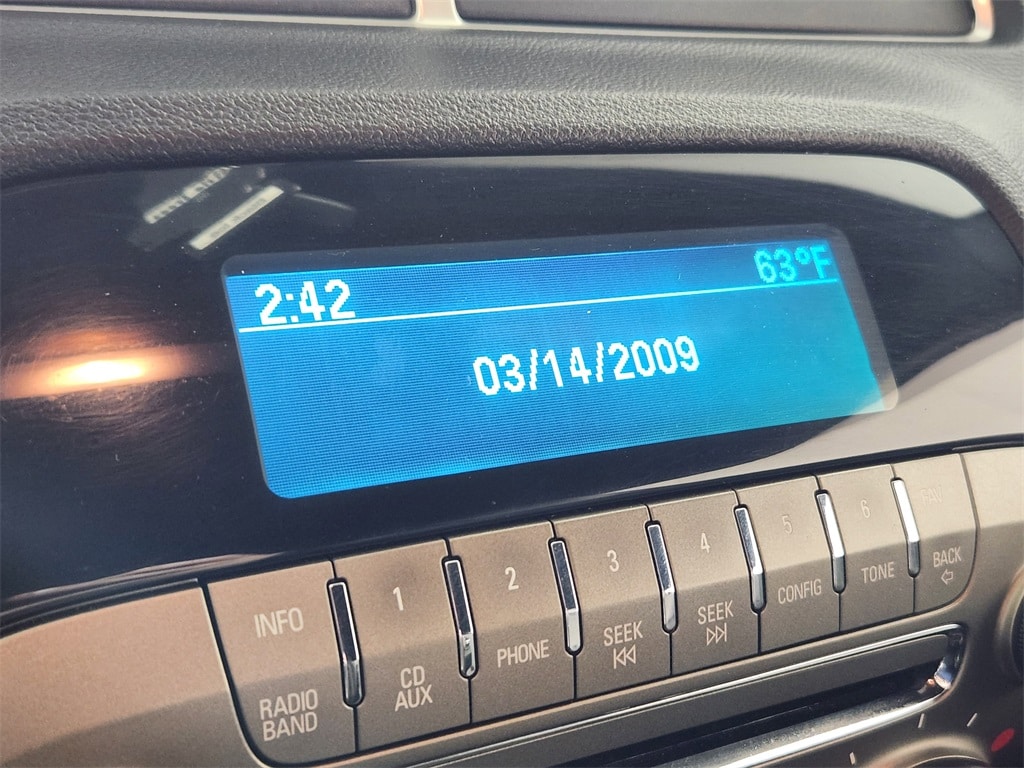 2:42 63°F
03/14/2009
1 2 3 4 5 6 FAV
INFO
RADIO
BAND
CD
AUX
PHONE
SEEK
SEEK
CONFIG
TONE
BACK